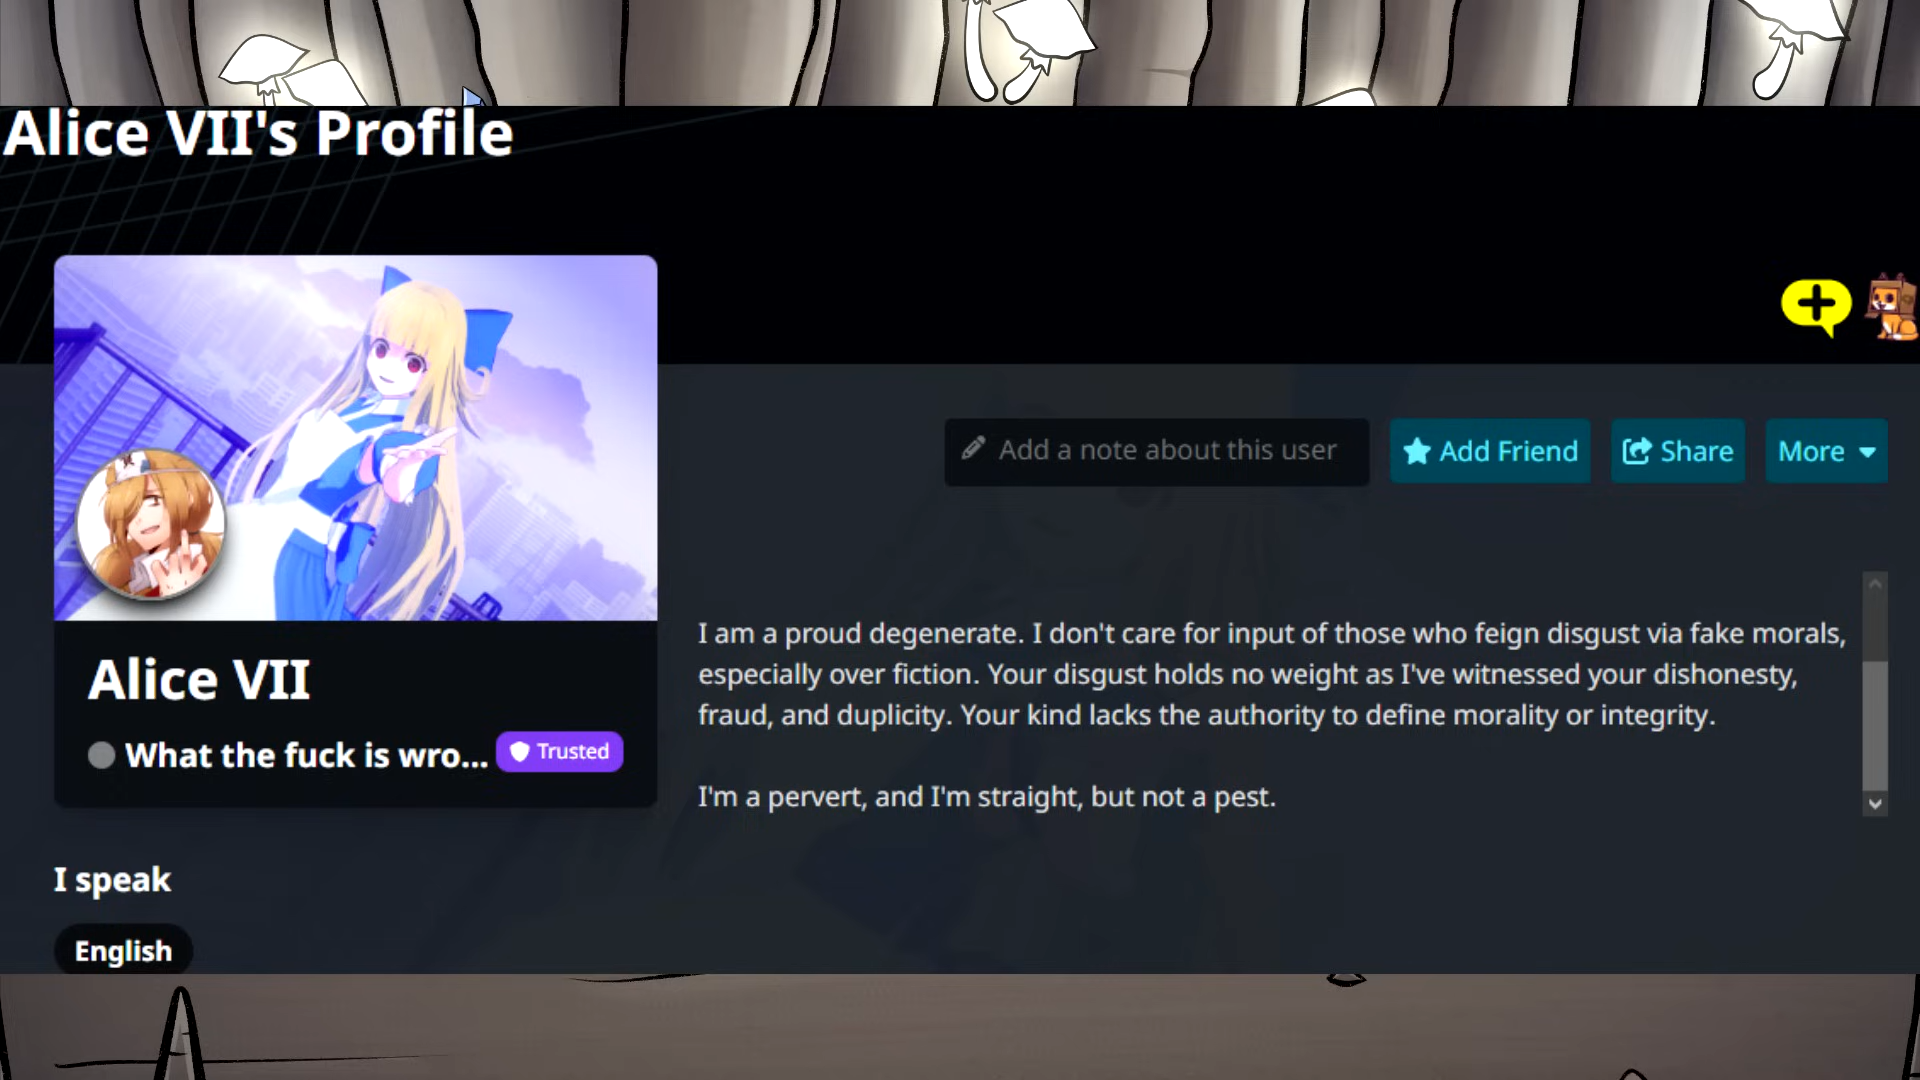 Alice VII's Profile
Add a note about this user
Add Friend
Share
More
I am a proud degenerate. I don't care for input of those who feign disgust via fake morals,
especially over fiction. Your disgust holds no weight as I've witnessed your dishonesty,
fraud, and duplicity. Your kind lacks the authority to define morality or integrity.
I'm a pervert, and I'm straight, but not a pest.
Alice VII
What the fuck is wro...
Trusted
I speak
English